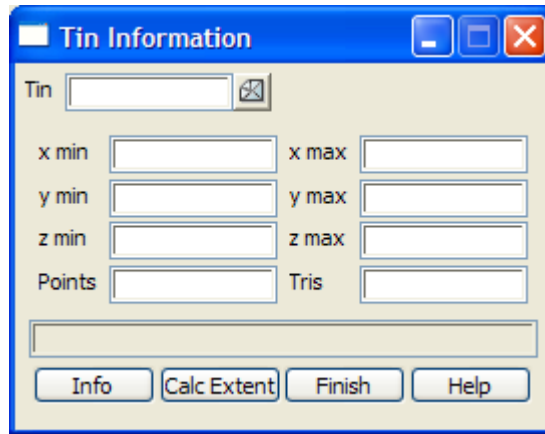 Tin Information
Tin
x min x max
y min y max
z min z max
Points Tris
Info Calc Extent Finish Help